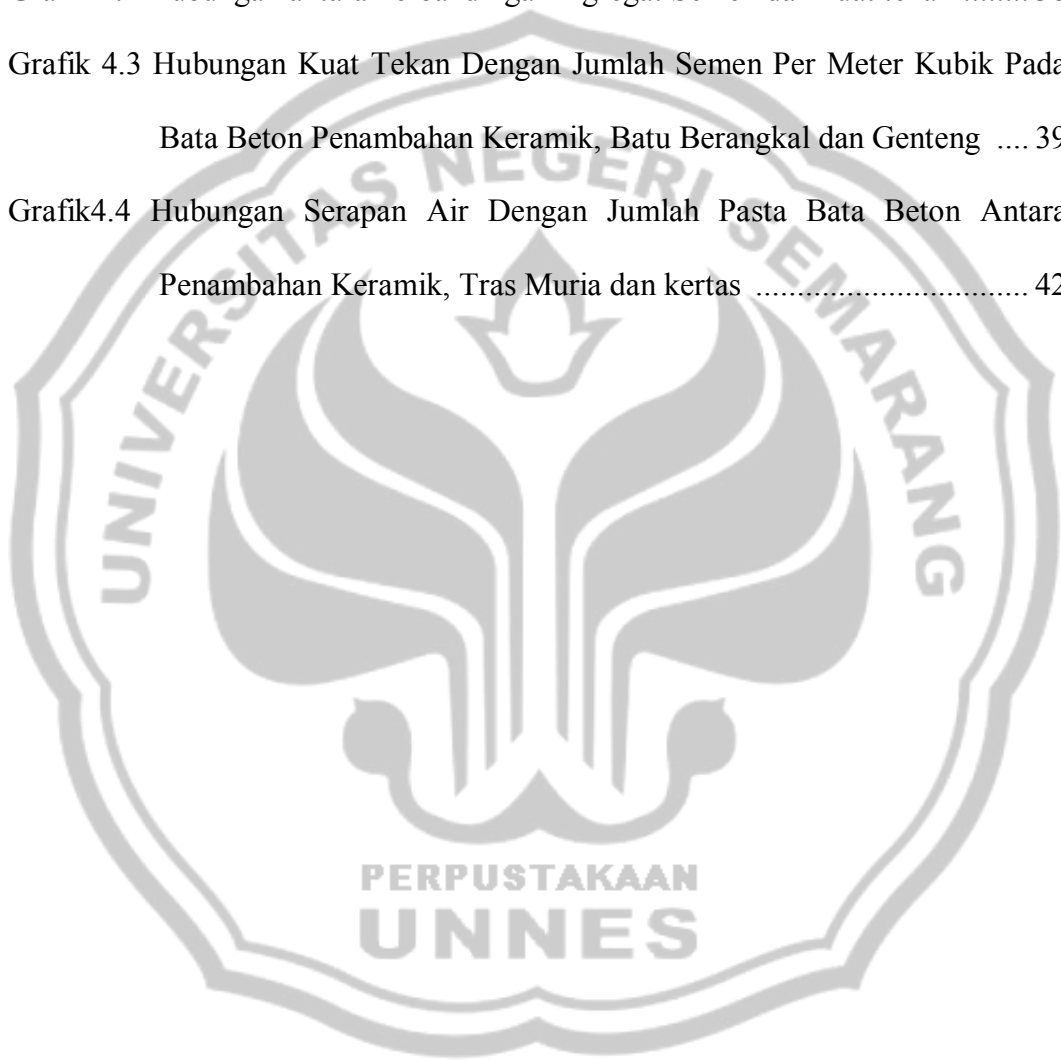 Grafik 4.3 Hubungan Kuat Tekan Dengan Jumlah Semen Per Meter Kubik Pada
Bata Beton Penambahan Keramik, Batu Berangkal dan Genteng .... 39
Grafik4.4 Hubungan Serapan Air Dengan Jumlah Pasta Bata Beton Antara
Penambahan Keramik, Tras Muria dan kertas ............................... 42
UNIVERSITAS NEGERI SEMARANG
PERPUSTAKAAN
UNNES